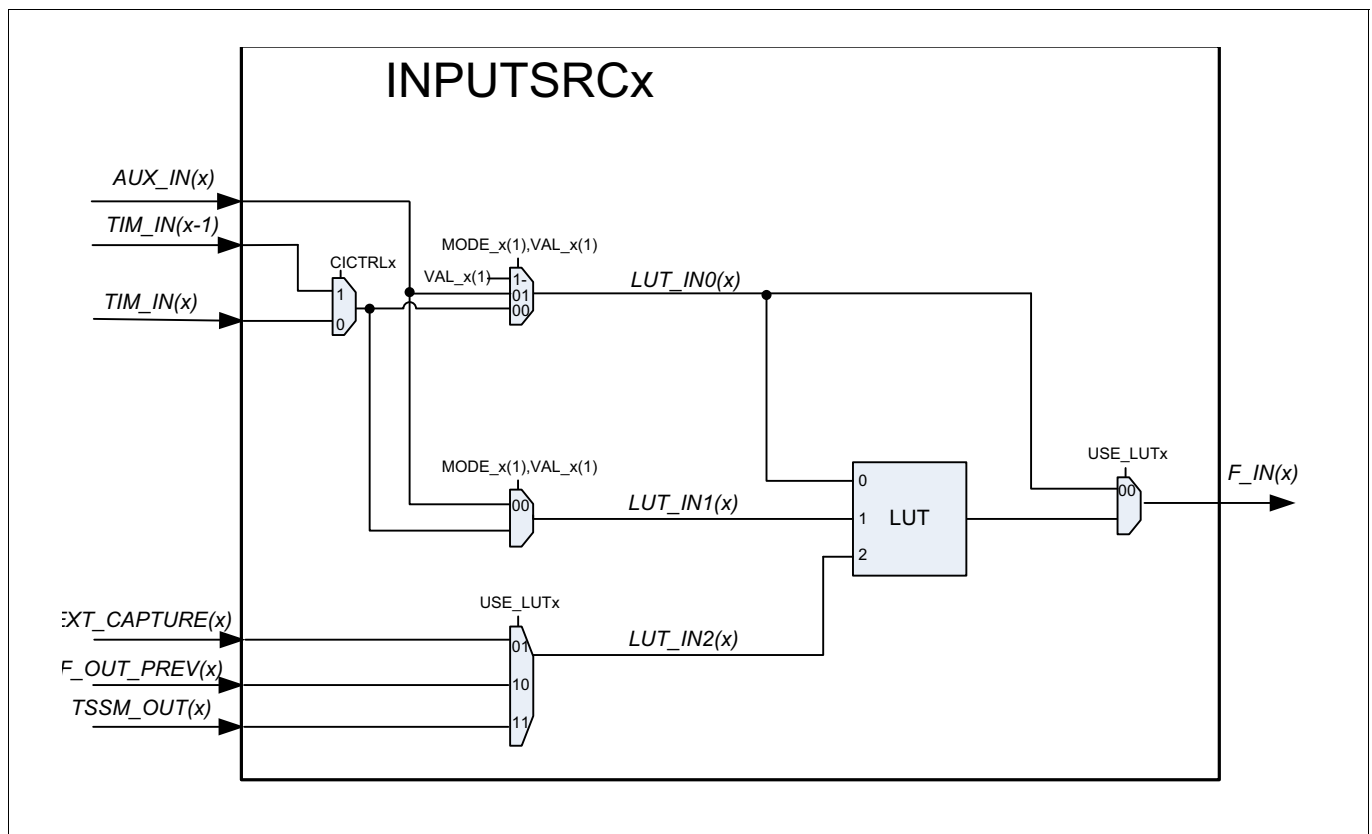 INPUTSRCx
AUX_IN(x)
TIM_IN(x-1)
CICTRLx
MODE_x(1),VAL_x(1)
VAL_x(1)
1-
01
00
LUT_IN0(x)
TIM_IN(x)
1
0
MODE_x(1),VAL_x(1)
00
LUT_IN1(x)
0
1
2
LUT
USE_LUTx
00
F_IN(x)
EXT_CAPTURE(x)
USE_LUTx
01
LUT_IN2(x)
F_OUT_PREV(x)
10
TSSM_OUT(x)
11